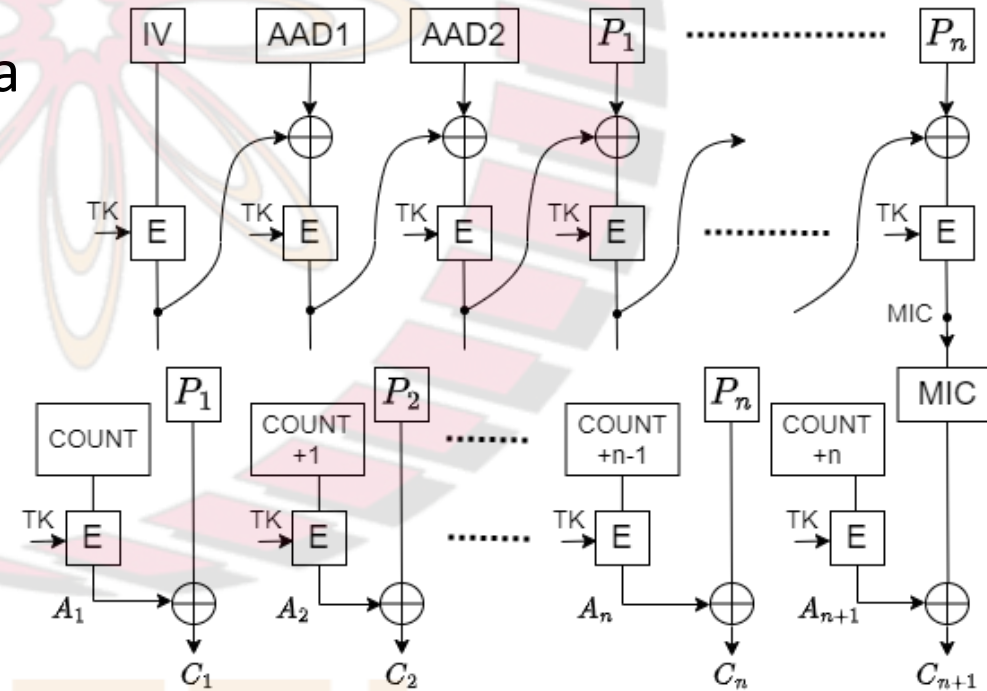 a
IV AAD1 AAD2 P₁ Pₙ
TK E TK E TK E TK E TK E
MIC
P₁ P₂ Pₙ MIC
COUNT COUNT +1 COUNT +n-1 COUNT +n
TK E TK E TK E TK E
A₁ A₂ Aₙ Aₙ₊₁
C₁ C₂ Cₙ Cₙ₊₁